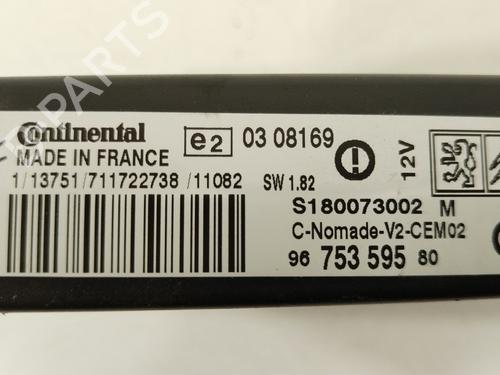 Continental
MADE IN FRANCE
e2 03 08169
12V
1/13751/711722738 /11082 SW 1.82
S180073002 M
C-Nomade-V2-CEM02
96 753 595 80